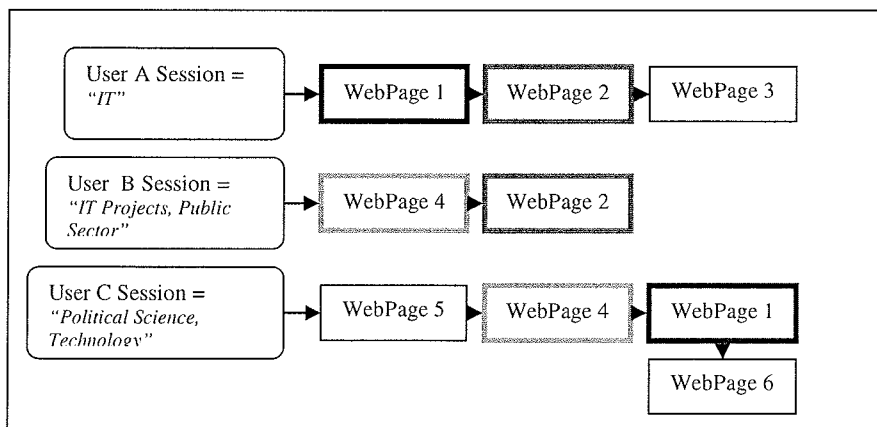 User A Session =
“IT”
WebPage 1
WebPage 2
WebPage 3
User B Session =
“IT Projects, Public
Sector”
WebPage 4
WebPage 2
User C Session =
“Political Science,
Technology”
WebPage 5
WebPage 4
WebPage 1
WebPage 6